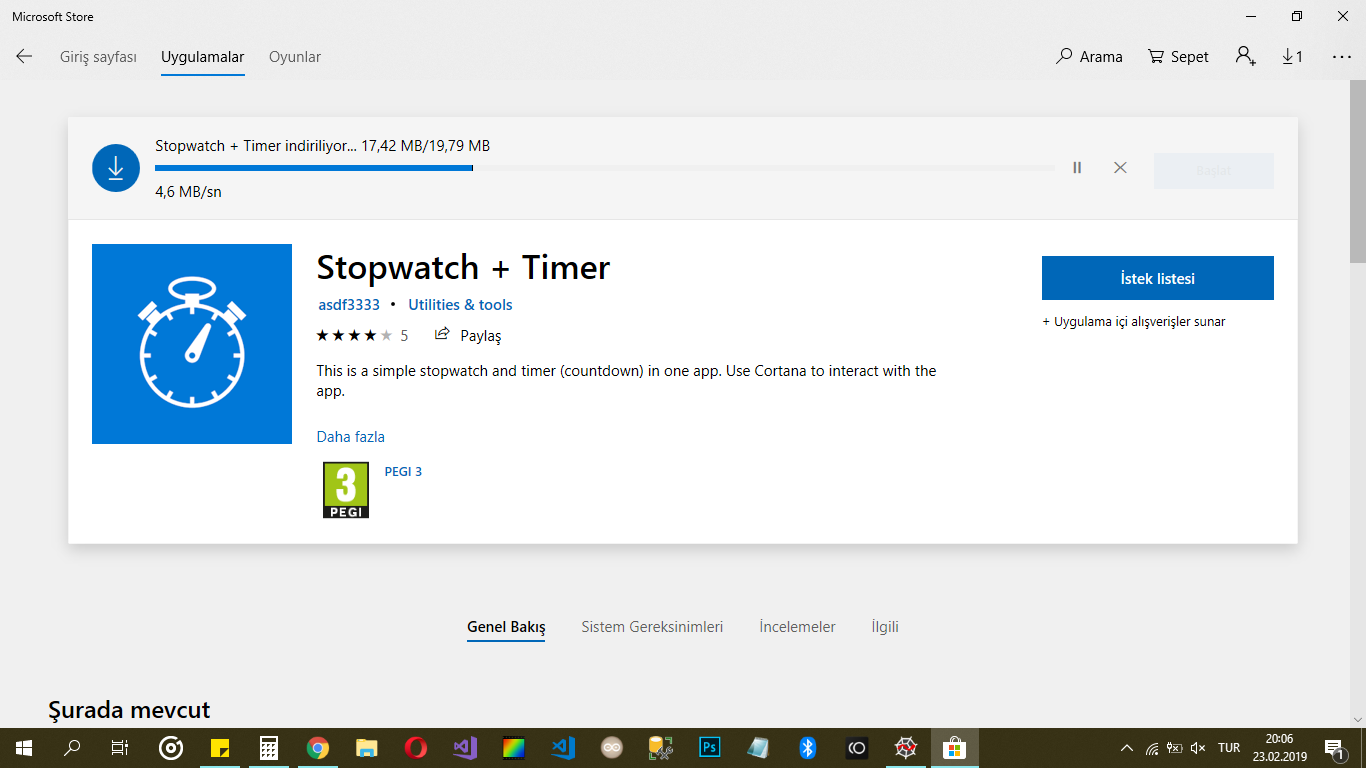 Microsoft Store
Giriş sayfası
Uygulamalar
Oyunlar
Arama
Sepet
1
Stopwatch + Timer indiriliyor... 17,42 MB/19,79 MB
4,6 MB/sn
Başlat
Stopwatch + Timer
asdf3333 • Utilities & tools
5
Paylaş
This is a simple stopwatch and timer (countdown) in one app. Use Cortana to interact with the
app.
Daha fazla
3
PEGI
PEGI 3
İstek listesi
+ Uygulama içi alışverişler sunar
Genel Bakış
Sistem Gereksinimleri
İncelemeler
İlgili
Şurada mevcut
Ps
TUR
20:06
23.02.2019
1